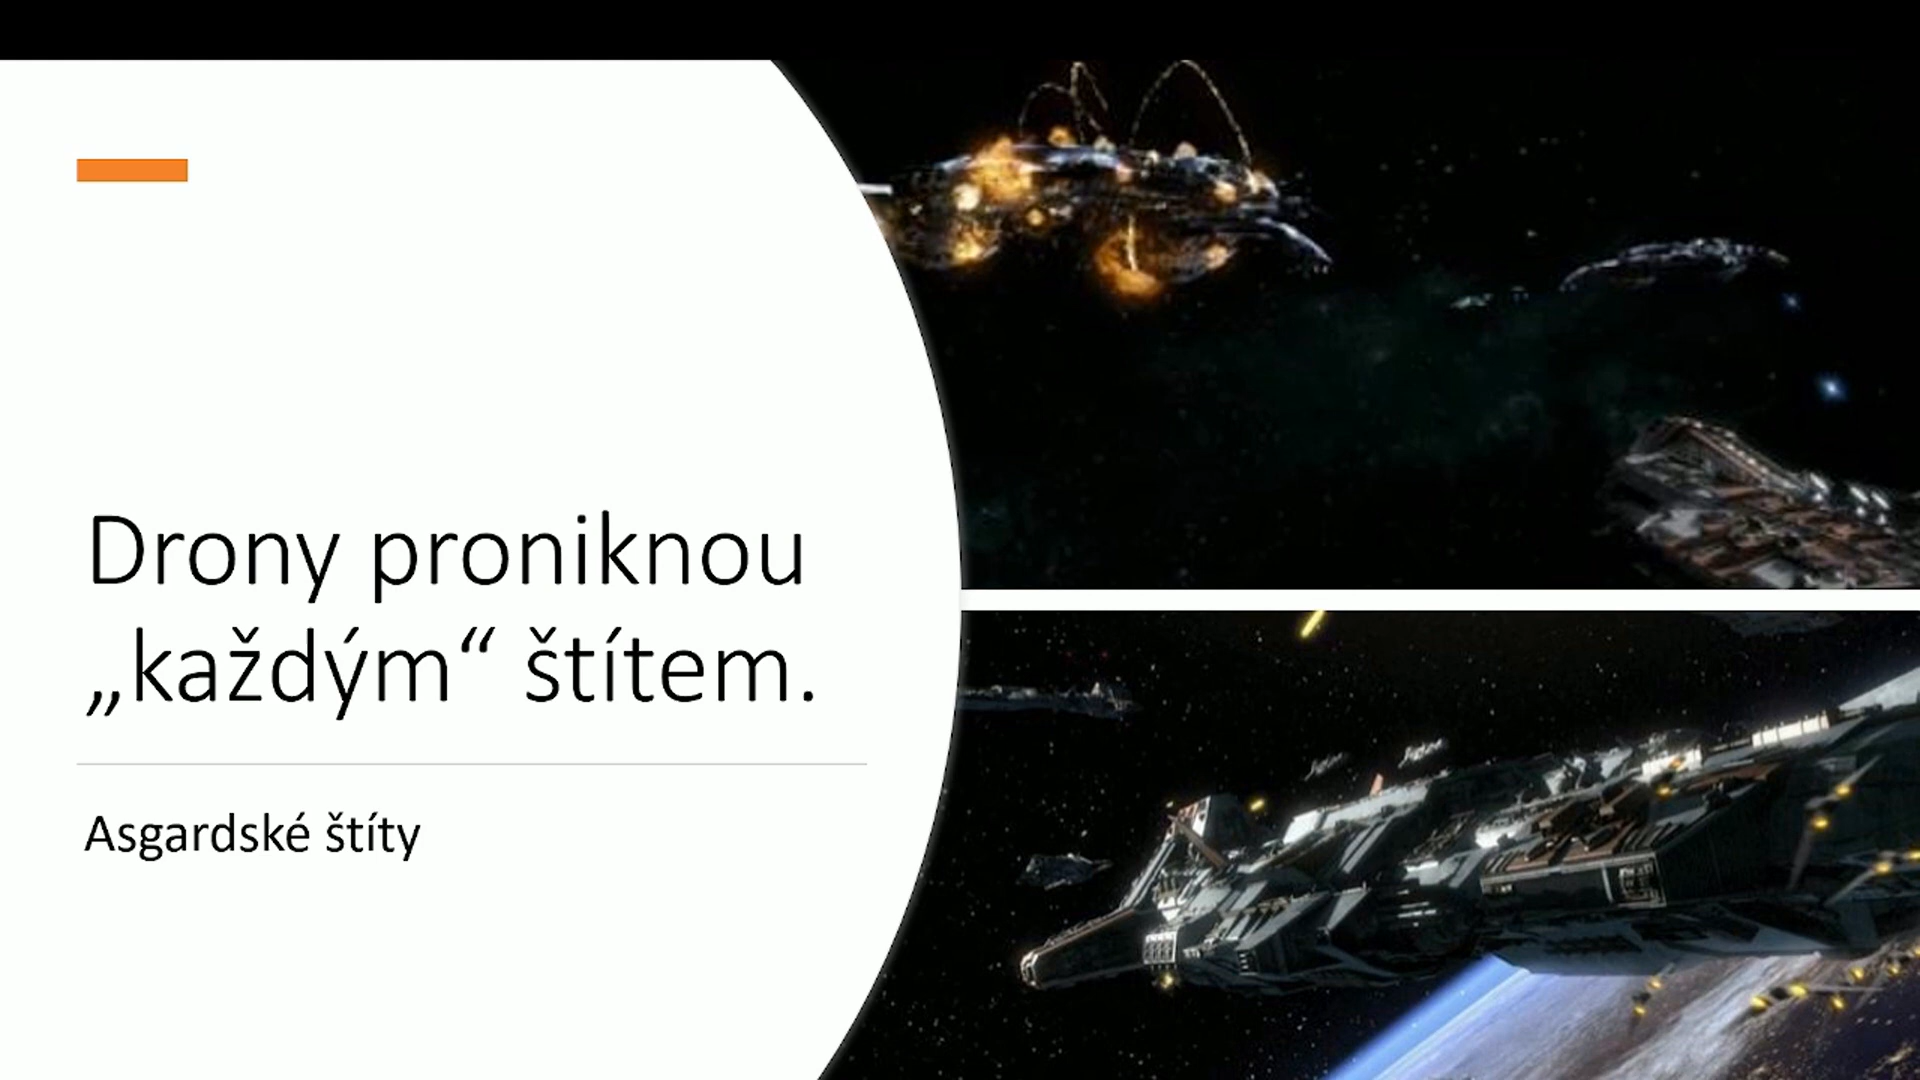 Drony proniknou
„každým“ štítem.
Asgardské štíty